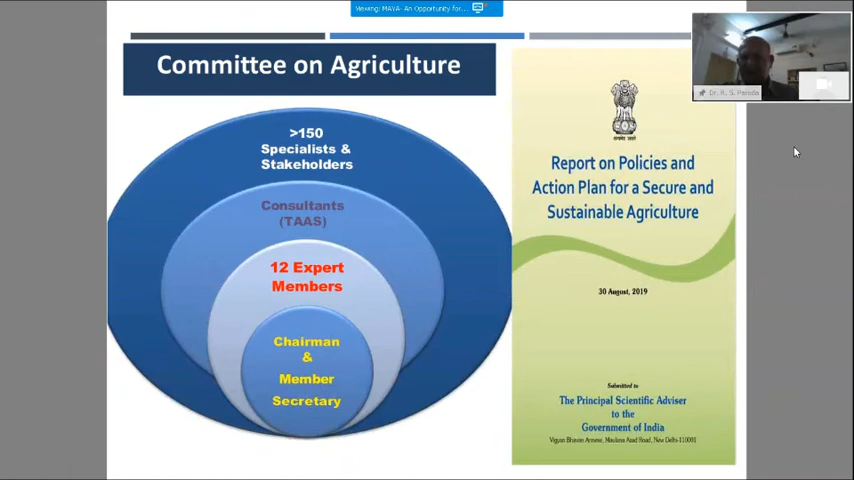 Viewing: MAYA- An Opportunity for...
Committee on Agriculture
>150
Specialists &
Stakeholders
Consultants
(TAAS)
12 Expert
Members
Chairman
&
Member
Secretary
Report on Policies and
Action Plan for a Secure and
Sustainable Agriculture
30 August, 2019
Submitted to
The Principal Scientific Adviser
to the
Government of India
Vigyan Bhawan Annexe, Maulana Azad Road, New Delhi-110001
Dr. R. S. Paroda